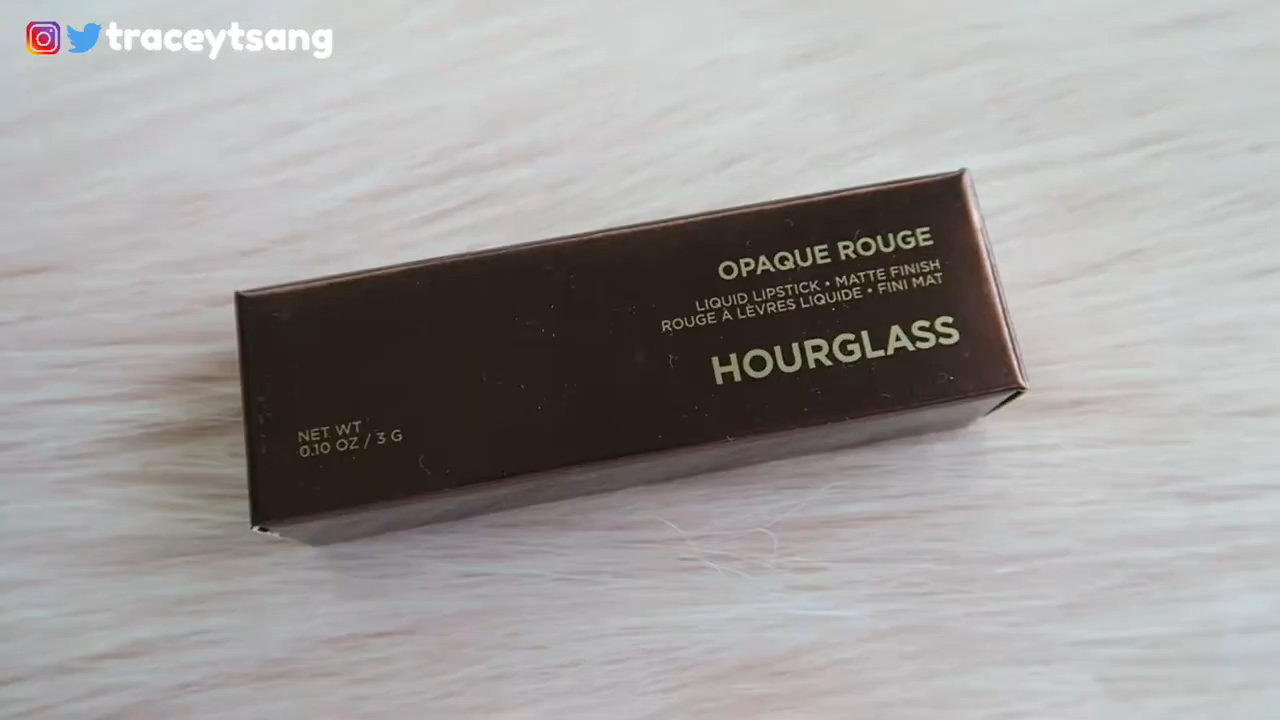 traceytsang
OPAQUE ROUGE
LIQUID LIPSTICK • MATTE FINISH
ROUGE À LÈVRES LIQUIDE • FINI MAT
HOURGLASS
NET WT
0.10 OZ / 3 G